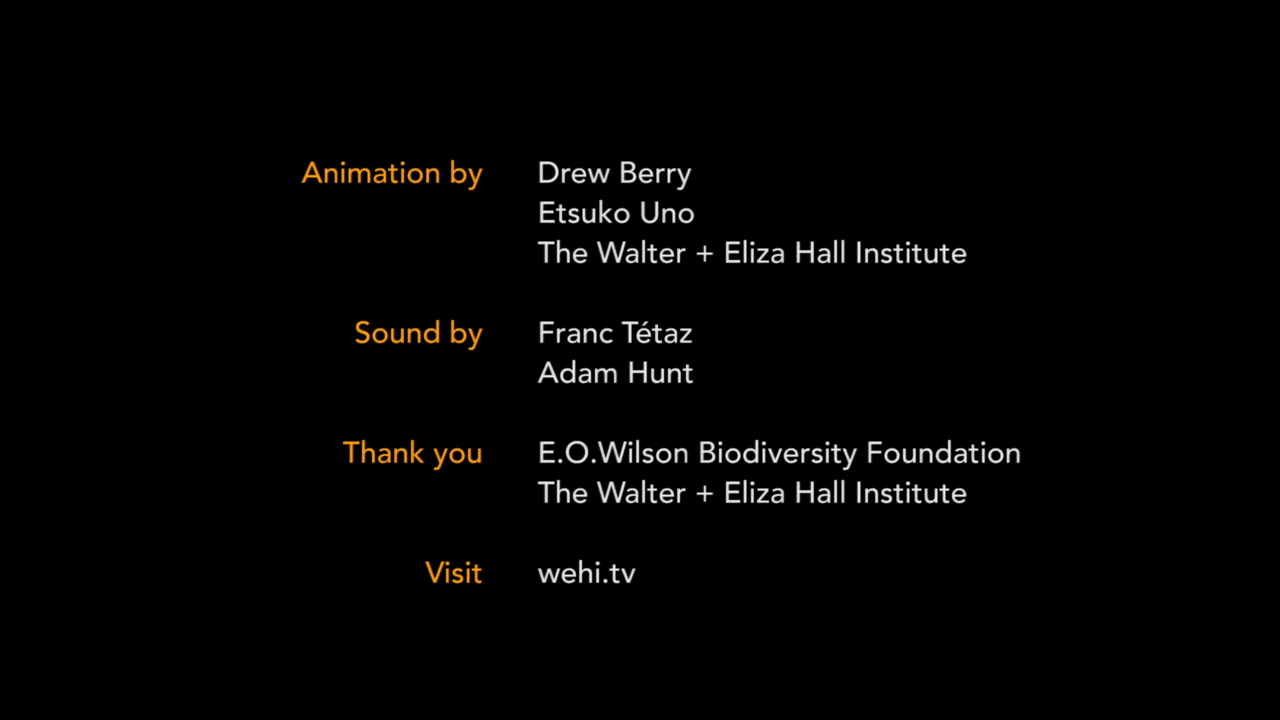 Animation by Drew Berry
Etsuko Uno
The Walter + Eliza Hall Institute
Sound by Franc Tétaz
Adam Hunt
Thank you E.O.Wilson Biodiversity Foundation
The Walter + Eliza Hall Institute
Visit wehi.tv